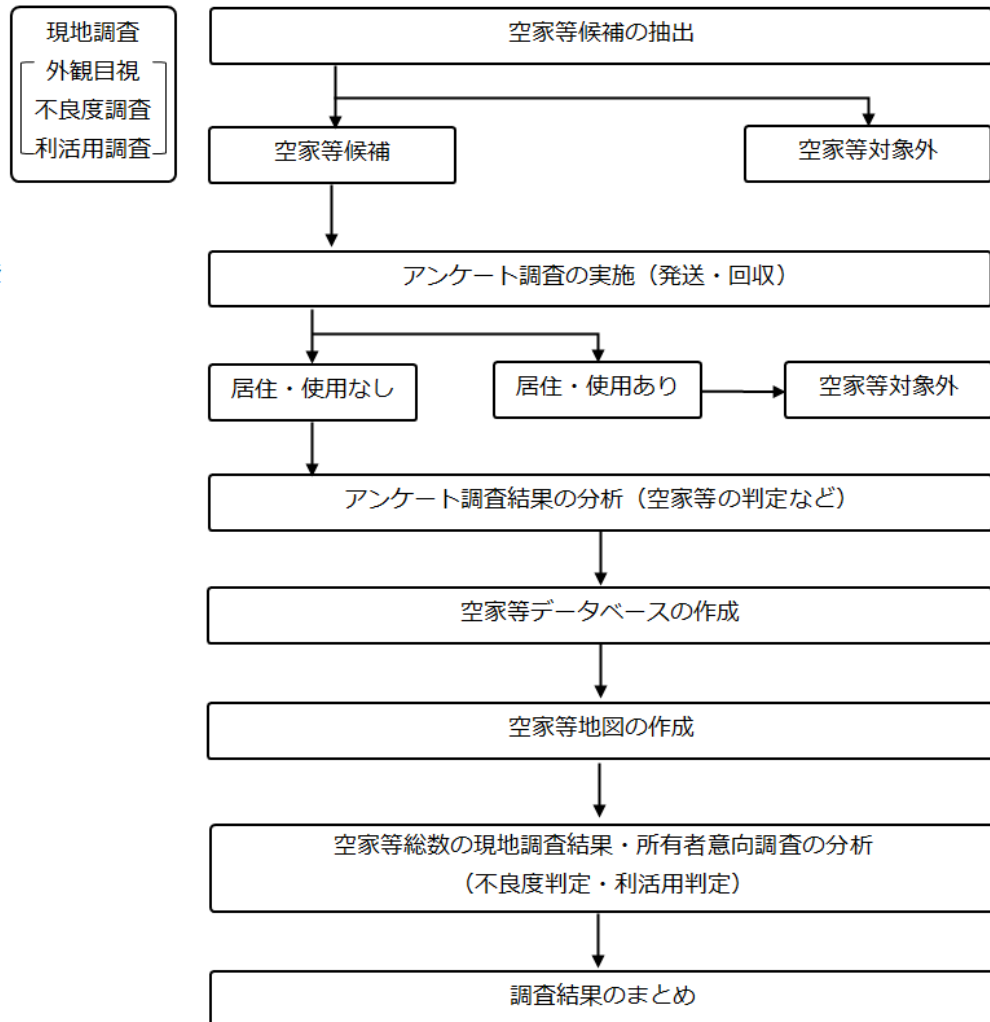 現地調査
外観目視
不良度調査
利活用調査
空家等候補の抽出
空家等候補
空家等対象外
アンケート調査の実施（発送・回収）
居住・使用なし
居住・使用あり
空家等対象外
アンケート調査結果の分析（空家等の判定など）
空家等データベースの作成
空家等地図の作成
空家等総数の現地調査結果・所有者意向調査の分析
（不良度判定・利活用判定）
調査結果のまとめ